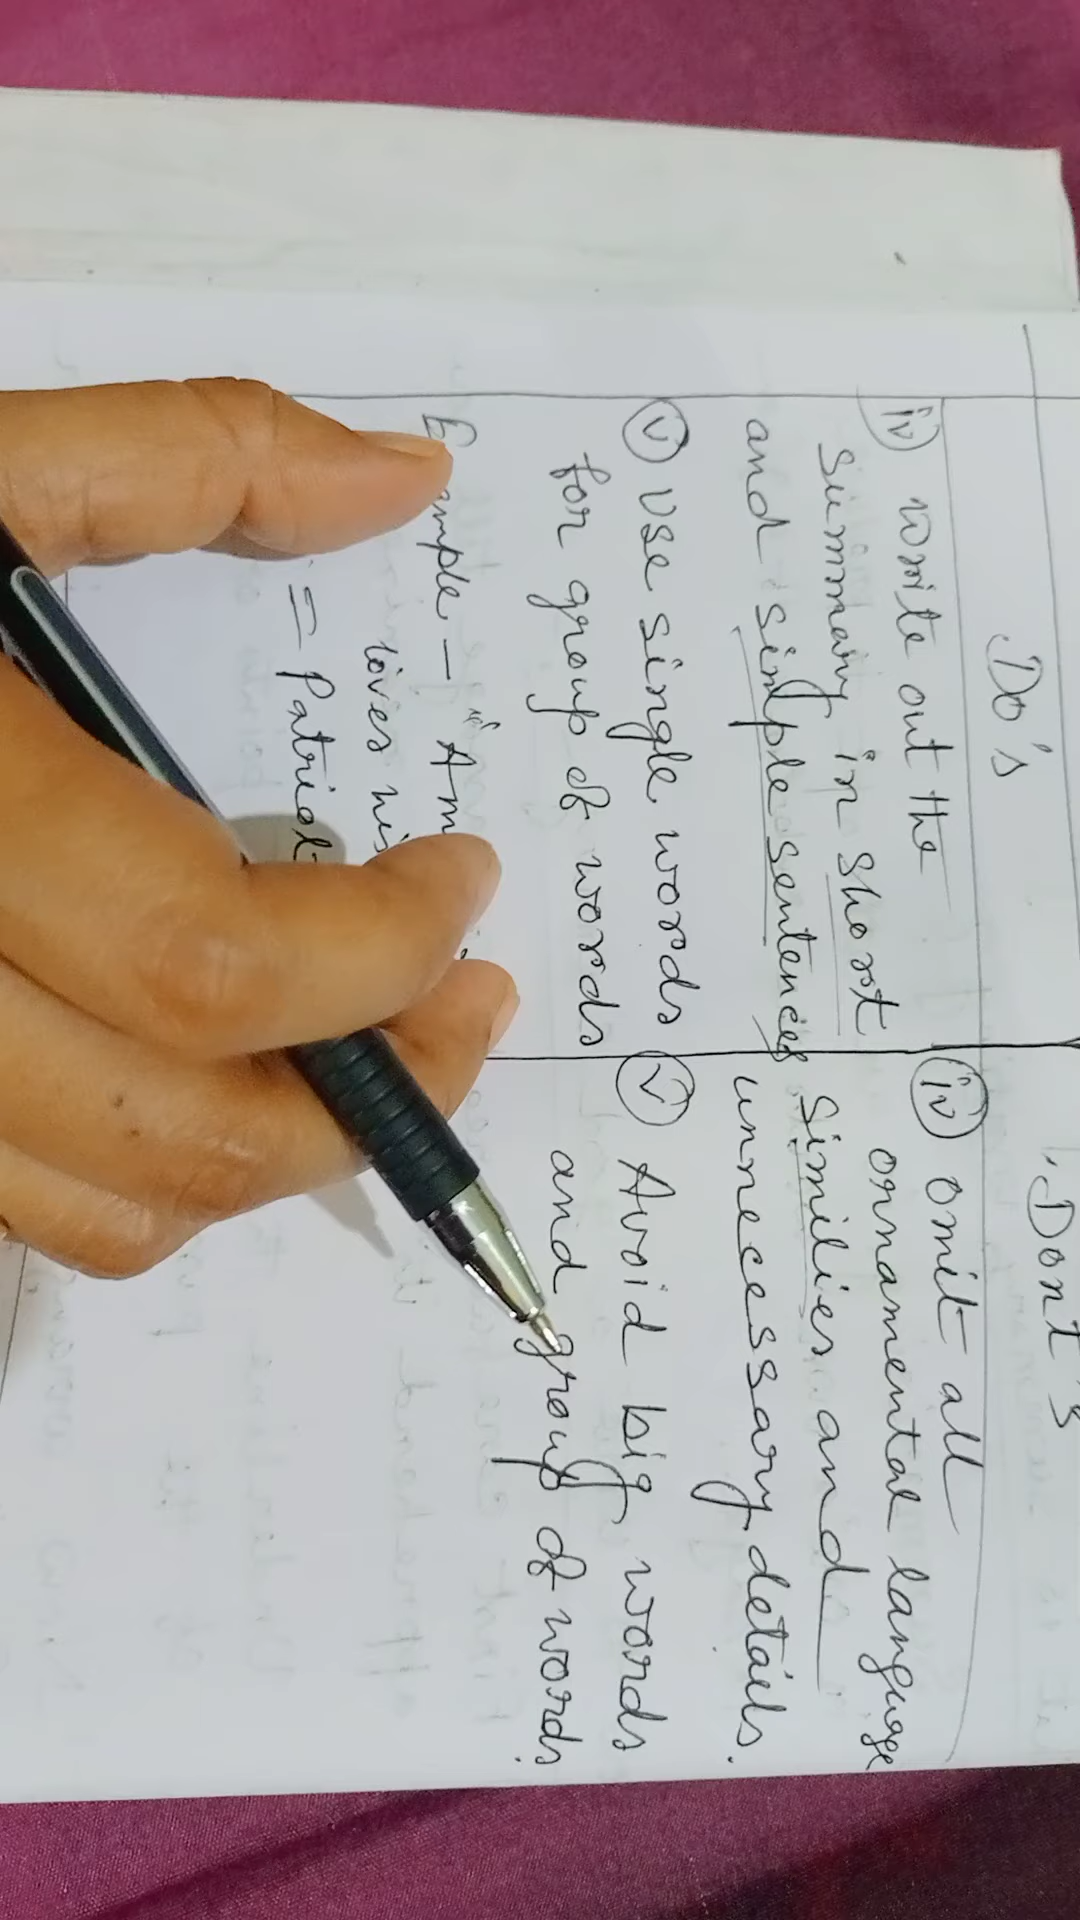 Do's
iv) write out the
summary in short
and simple sentences
v) Use single words
for group of words
Example - "A m
loves his
= Patriot
Dont's
iv) omit all
ornamental language
similies and
unnecessary details.
v) Avoid big words
and group of words.